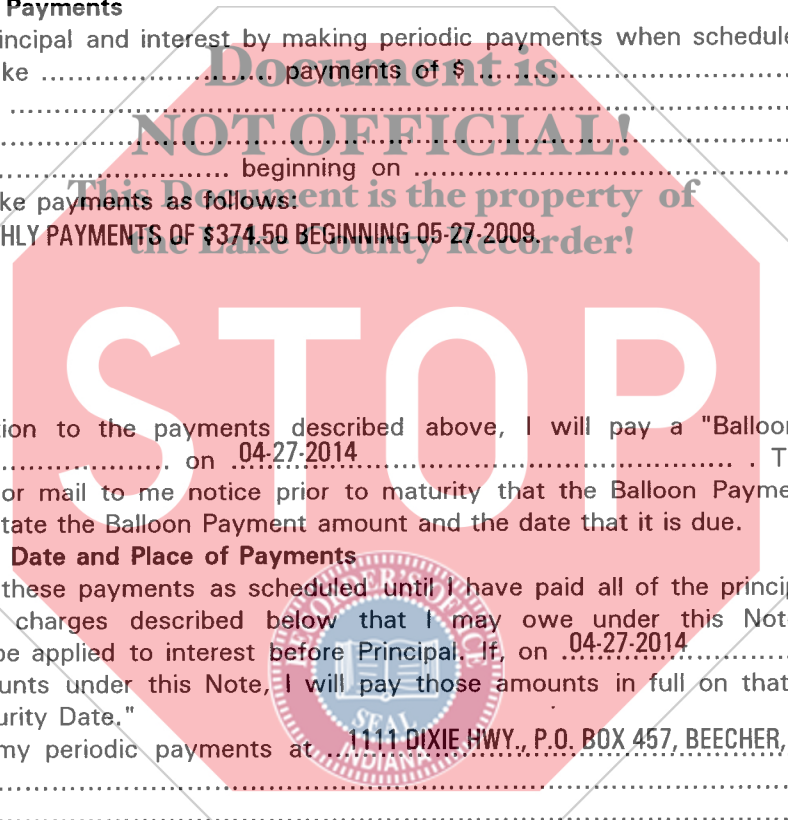 Payments
incipal and interest by making periodic payments when schedule
Document is
ke .............................. payments of $ ..............................
NOT OFFICIAL!
.............................. beginning on ..............................
This Document is the property of
ke payments as follows:
HLY PAYMENTS OF $374.50 BEGINNING 05-27-2009.
the Lake County Recorder!
STOP
tion to the payments described above, I will pay a "Balloon
.............................. on 04-27-2014 .............................. . T
or mail to me notice prior to maturity that the Balloon Payme
tate the Balloon Payment amount and the date that it is due.
Date and Place of Payments
these payments as scheduled until I have paid all of the princip
charges described below that I may owe under this Note
be applied to interest before Principal. If, on 04-27-2014
unts under this Note, I will pay those amounts in full on that
urity Date."
my periodic payments at ... 1111 DIXIE HWY., P.O. BOX 457, BEECHER,
RECORDER'S OFFICE
SEAL
INDIANA